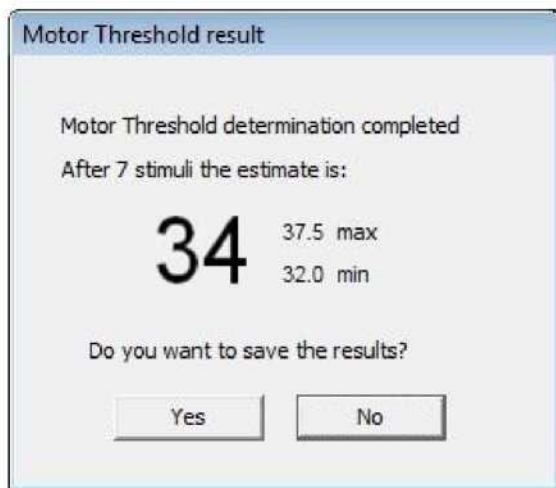 Motor Threshold result
Motor Threshold determination completed
After 7 stimuli the estimate is:
34
37.5 max
32.0 min
Do you want to save the results?
Yes No